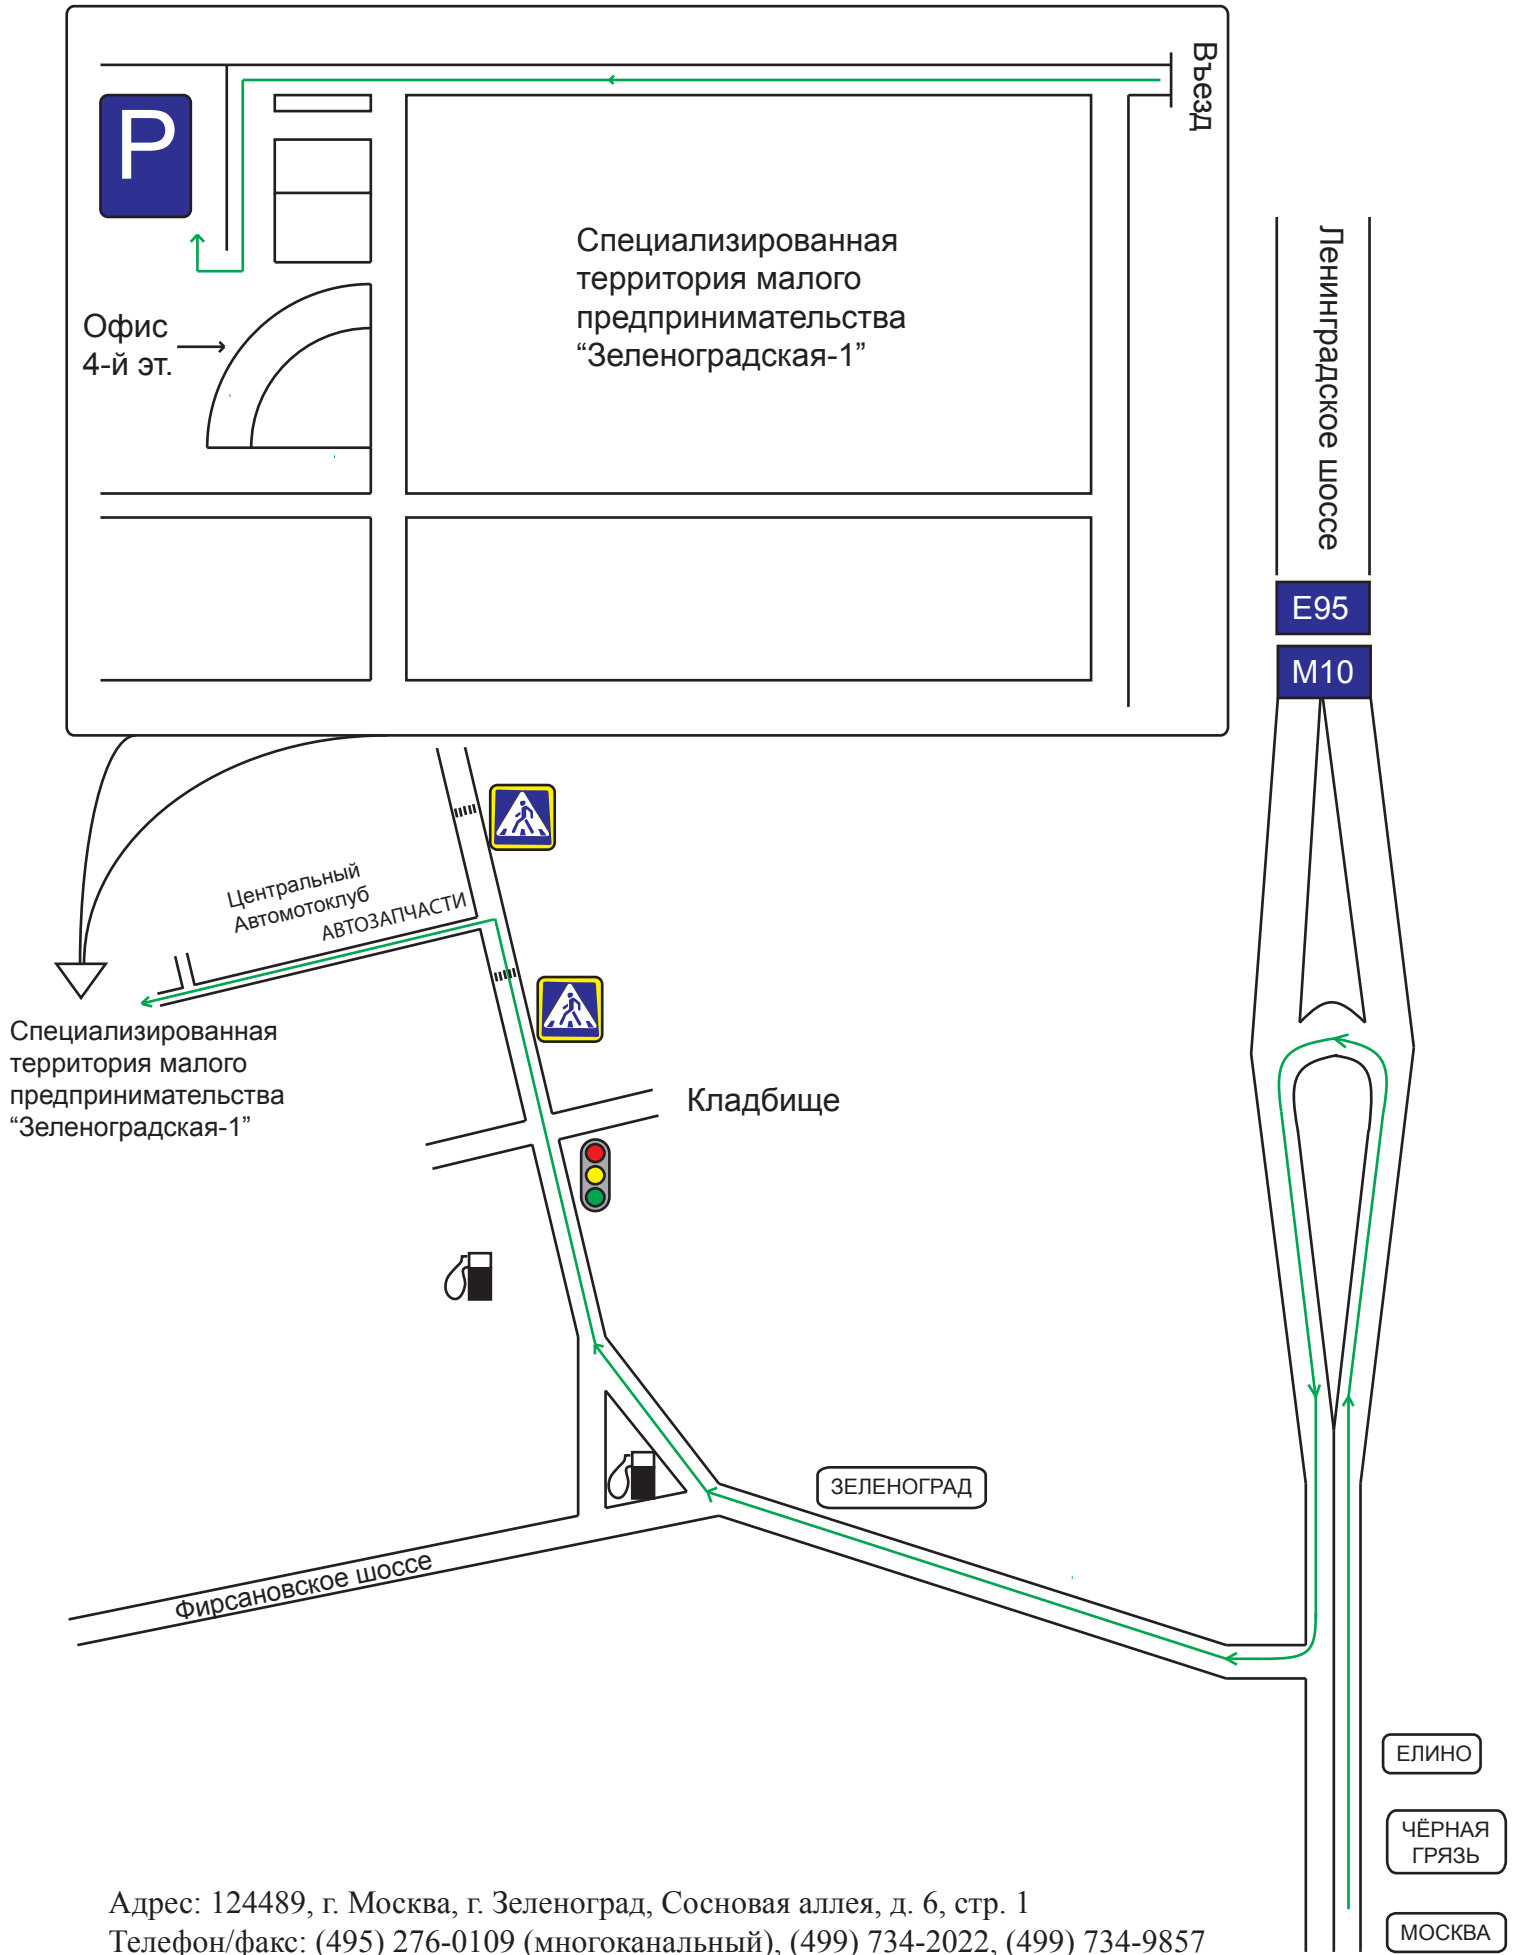 Въезд
P
Специализированная
территория малого
предпринимательства
“Зеленоградская-1”
Офис
4-й эт.
Ленинградское шоссе
E95
M10
Центральный
Автомотоклуб
АВТОЗАПЧАСТИ
Специализированная
территория малого
предпринимательства
“Зеленоградская-1”
Кладбище
ЗЕЛЕНОГРАД
Фирсановское шоссе
ЕЛИНО
ЧЁРНАЯ
ГРЯЗЬ
МОСКВА
Адрес: 124489, г. Москва, г. Зеленоград, Сосновая аллея, д. 6, стр. 1
Телефон/факс: (495) 276-0109 (многоканальный), (499) 734-2022, (499) 734-9857